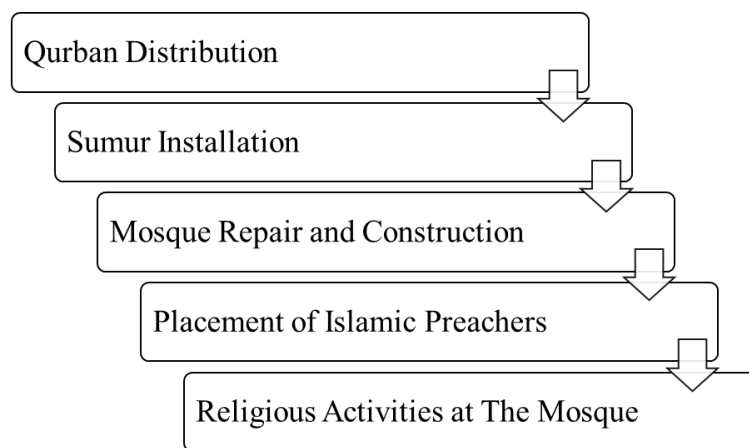 Qurban Distribution
Sumur Installation
Mosque Repair and Construction
Placement of Islamic Preachers
Religious Activities at The Mosque